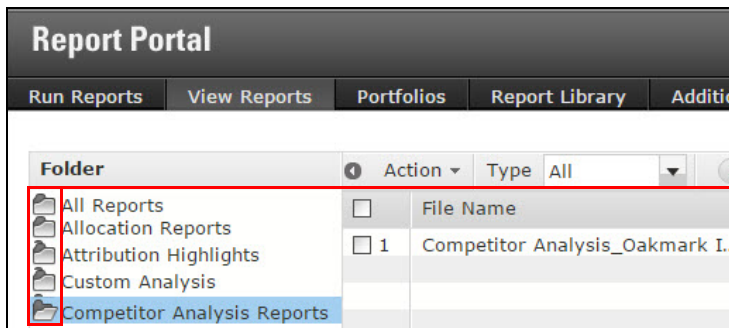 Report Portal
Run Reports View Reports Portfolios Report Library Additio
Folder Action Type All
All Reports File Name
Allocation Reports
Attribution Highlights 1 Competitor Analysis_Oakmark I...
Custom Analysis
Competitor Analysis Reports